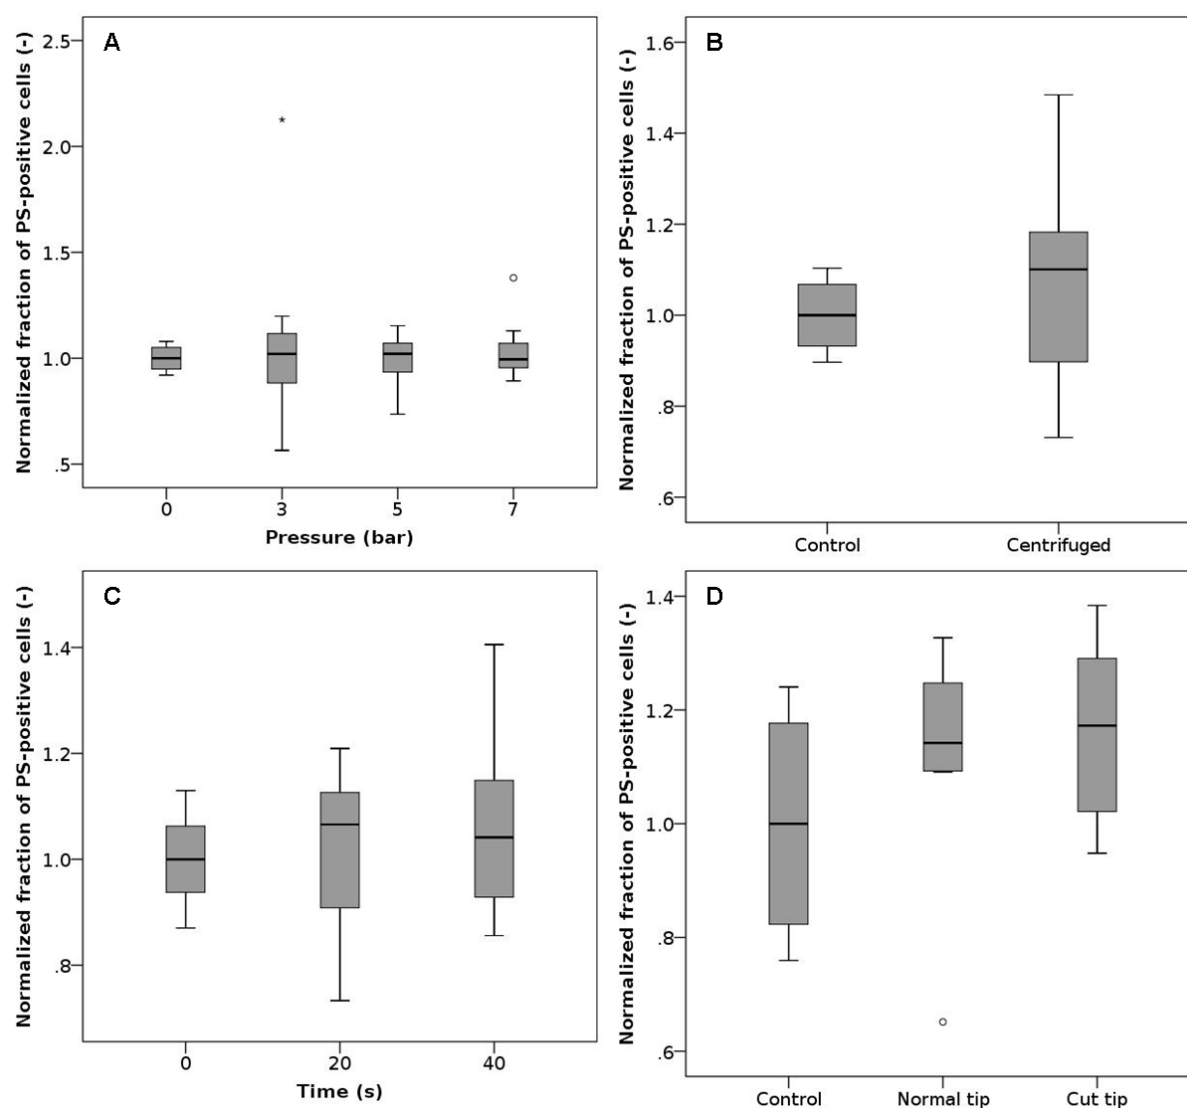 A
Normalized fraction of PS-positive cells (-)
2.5
2.0
1.5
1.0
.5
*
0 3 5 7
Pressure (bar)
B
Normalized fraction of PS-positive cells (-)
1.6
1.4
1.2
1.0
.8
.6
Control Centrifuged
C
Normalized fraction of PS-positive cells (-)
1.4
1.2
1.0
.8
0 20 40
Time (s)
D
Normalized fraction of PS-positive cells (-)
1.4
1.2
1.0
.8
.6
Control Normal tip Cut tip